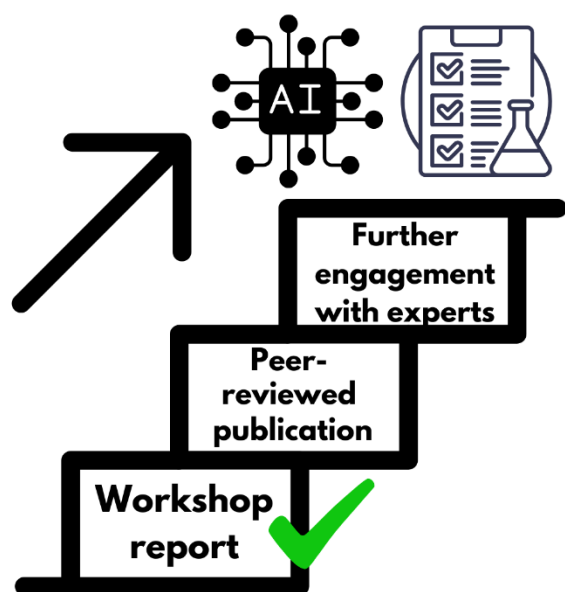 AI
Further
engagement
with experts
Peer-
reviewed
publication
Workshop
report